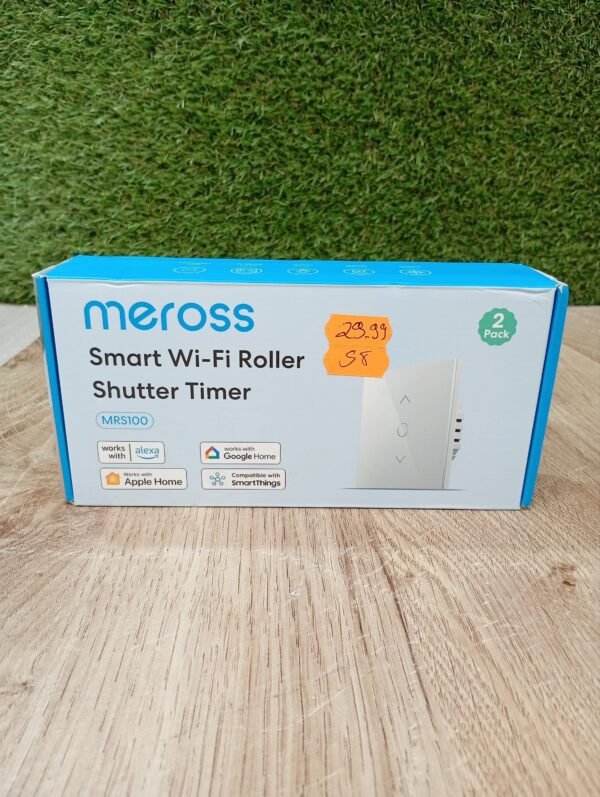 meross
2
Pack
29.99
S8
Smart Wi-Fi Roller
Shutter Timer
MRS100
works
with
alexa
works with
Google Home
Works with
Apple Home
Compatible with
SmartThings